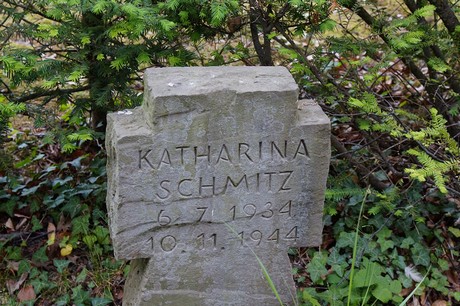 KATHARINA
SCHMITZ
6. 7. 1934.
10. 11. 1944.